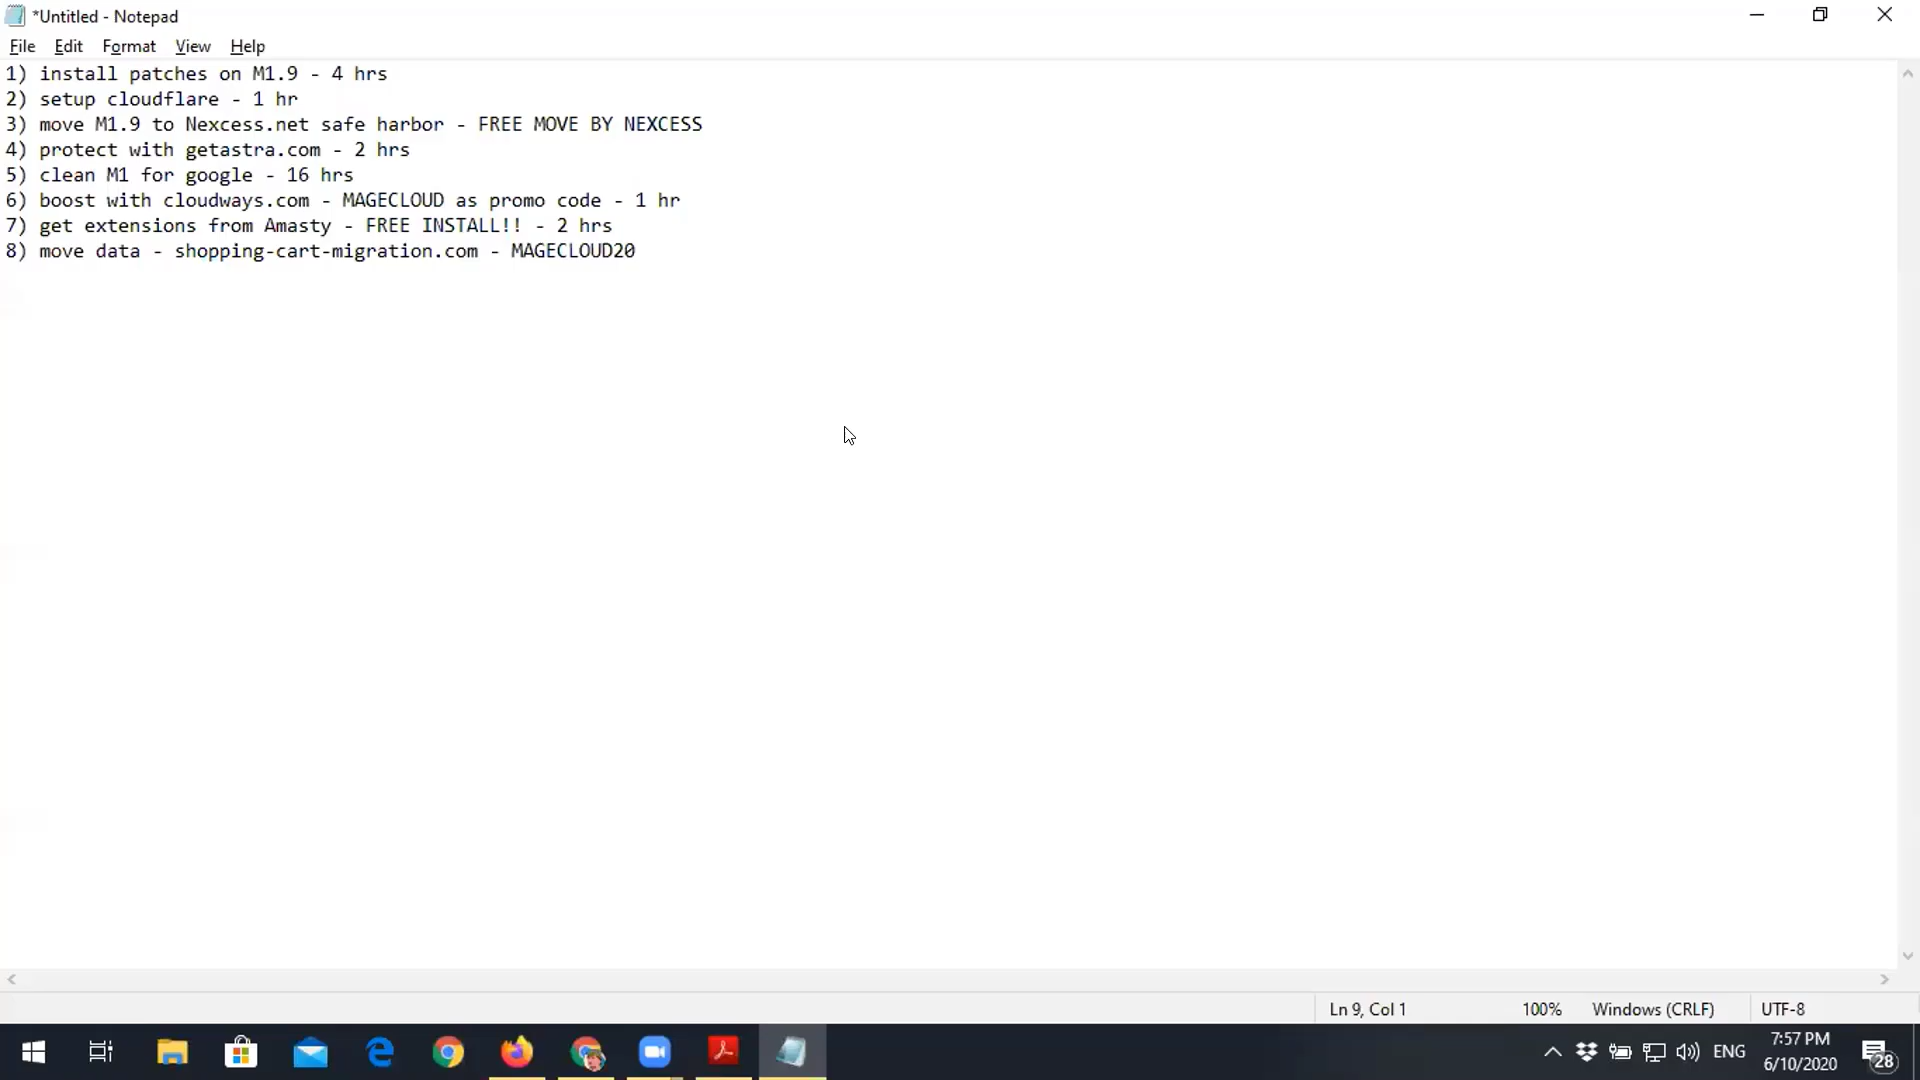 *Untitled - Notepad
File Edit Format View Help
1) install patches on M1.9 - 4 hrs
2) setup cloudflare - 1 hr
3) move M1.9 to Nexcess.net safe harbor - FREE MOVE BY NEXCESS
4) protect with getastra.com - 2 hrs
5) clean M1 for google - 16 hrs
6) boost with cloudways.com - MAGECLOUD as promo code - 1 hr
7) get extensions from Amasty - FREE INSTALL!! - 2 hrs
8) move data - shopping-cart-migration.com - MAGECLOUD20
Ln 9, Col 1 100% Windows (CRLF) UTF-8
ENG
7:57 PM
6/10/2020
28